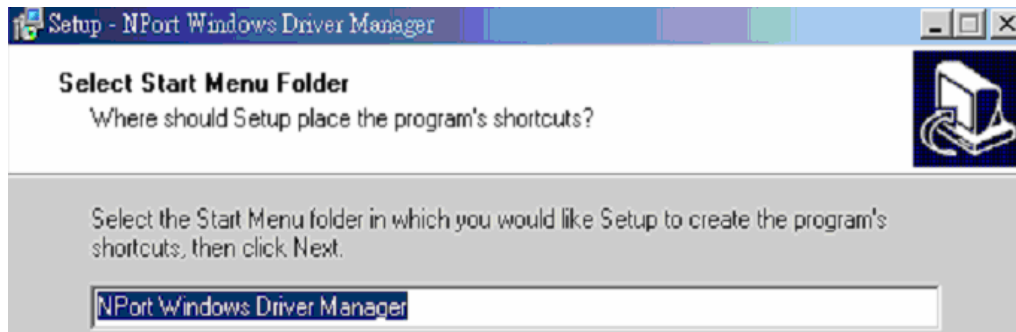 Setup - NPort Windows Driver Manager
Select Start Menu Folder
Where should Setup place the program's shortcuts?
Select the Start Menu folder in which you would like Setup to create the program's
shortcuts, then click Next.
NPort Windows Driver Manager